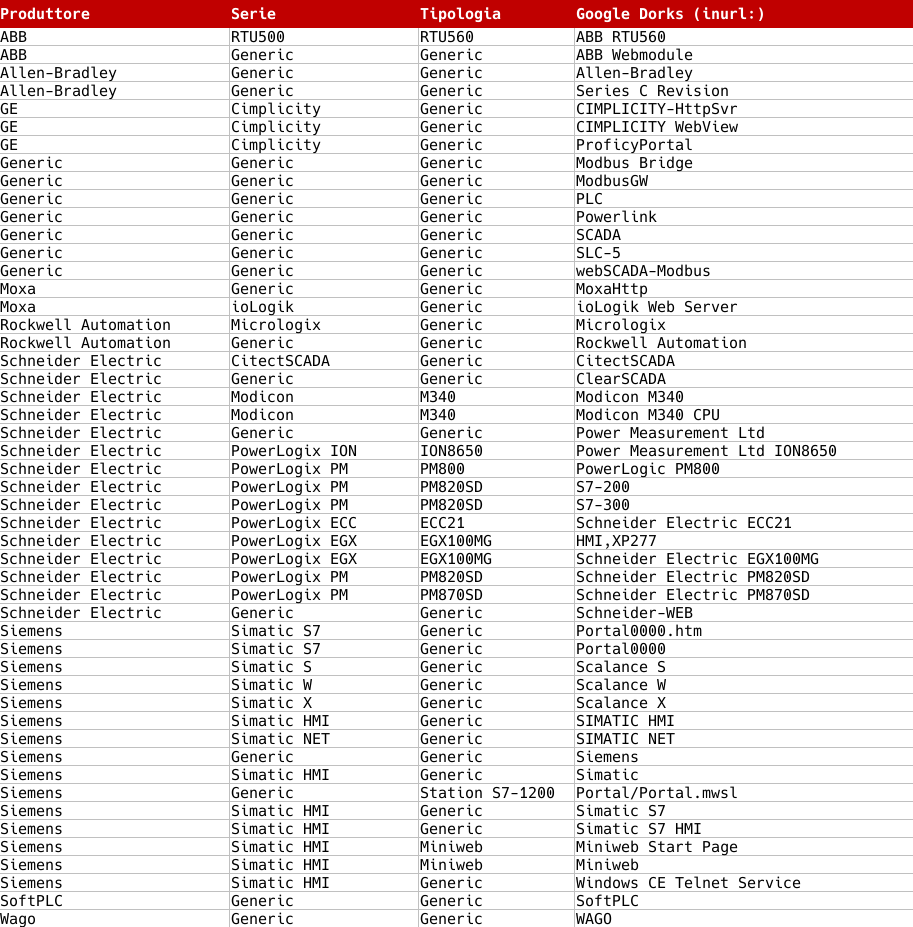 Produttore Serie Tipologia Google Dorks (inurl:)
ABB RTU500 RTU560 ABB RTU560
ABB Generic Generic ABB Webmodule
Allen-Bradley Generic Generic Allen-Bradley
Allen-Bradley Generic Generic Series C Revision
GE Cimplicity Generic CIMPLICITY-HttpSvr
GE Cimplicity Generic CIMPLICITY WebView
GE Cimplicity Generic ProficyPortal
Generic Generic Generic Modbus Bridge
Generic Generic Generic ModbusGW
Generic Generic Generic PLC
Generic Generic Generic Powerlink
Generic Generic Generic SCADA
Generic Generic Generic SLC-5
Generic Generic Generic webSCADA-Modbus
Moxa Generic Generic MoxaHttp
Moxa ioLogik Generic ioLogik Web Server
Rockwell Automation Micrologix Generic Micrologix
Rockwell Automation Generic Generic Rockwell Automation
Schneider Electric CitectSCADA Generic CitectSCADA
Schneider Electric Generic Generic ClearSCADA
Schneider Electric Modicon M340 Modicon M340
Schneider Electric Modicon M340 Modicon M340 CPU
Schneider Electric Generic Generic Power Measurement Ltd
Schneider Electric PowerLogix ION ION8650 Power Measurement Ltd ION8650
Schneider Electric PowerLogix PM PM800 PowerLogic PM800
Schneider Electric PowerLogix PM PM820SD S7-200
Schneider Electric PowerLogix PM PM820SD S7-300
Schneider Electric PowerLogix ECC ECC21 Schneider Electric ECC21
Schneider Electric PowerLogix EGX EGX100MG HMI,XP277
Schneider Electric PowerLogix EGX EGX100MG Schneider Electric EGX100MG
Schneider Electric PowerLogix PM PM820SD Schneider Electric PM820SD
Schneider Electric PowerLogix PM PM870SD Schneider Electric PM870SD
Schneider Electric Generic Generic Schneider-WEB
Siemens Simatic S7 Generic Portal0000.htm
Siemens Simatic S7 Generic Portal0000
Siemens Simatic S Generic Scalance S
Siemens Simatic W Generic Scalance W
Siemens Simatic X Generic Scalance X
Siemens Simatic HMI Generic SIMATIC HMI
Siemens Simatic NET Generic SIMATIC NET
Siemens Generic Generic Siemens
Siemens Simatic HMI Generic Simatic
Siemens Generic Station S7-1200 Portal/Portal.mwsl
Siemens Simatic HMI Generic Simatic S7
Siemens Simatic HMI Generic Simatic S7 HMI
Siemens Simatic HMI Miniweb Miniweb Start Page
Siemens Simatic HMI Miniweb Miniweb
Siemens Simatic HMI Generic Windows CE Telnet Service
SoftPLC Generic Generic SoftPLC
Wago Generic Generic WAGO